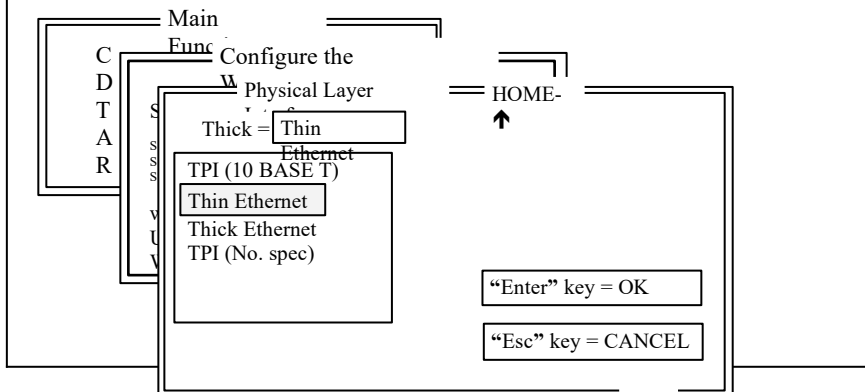 Main
Func
C
Configure the
D
Physical Layer
HOME-
T
S
Thick = Thin
Ethernet
A
TPI (10 BASE T)
R
Thin Ethernet
Thick Ethernet
TPI (No. spec)
“Enter” key = OK
“Esc” key = CANCEL